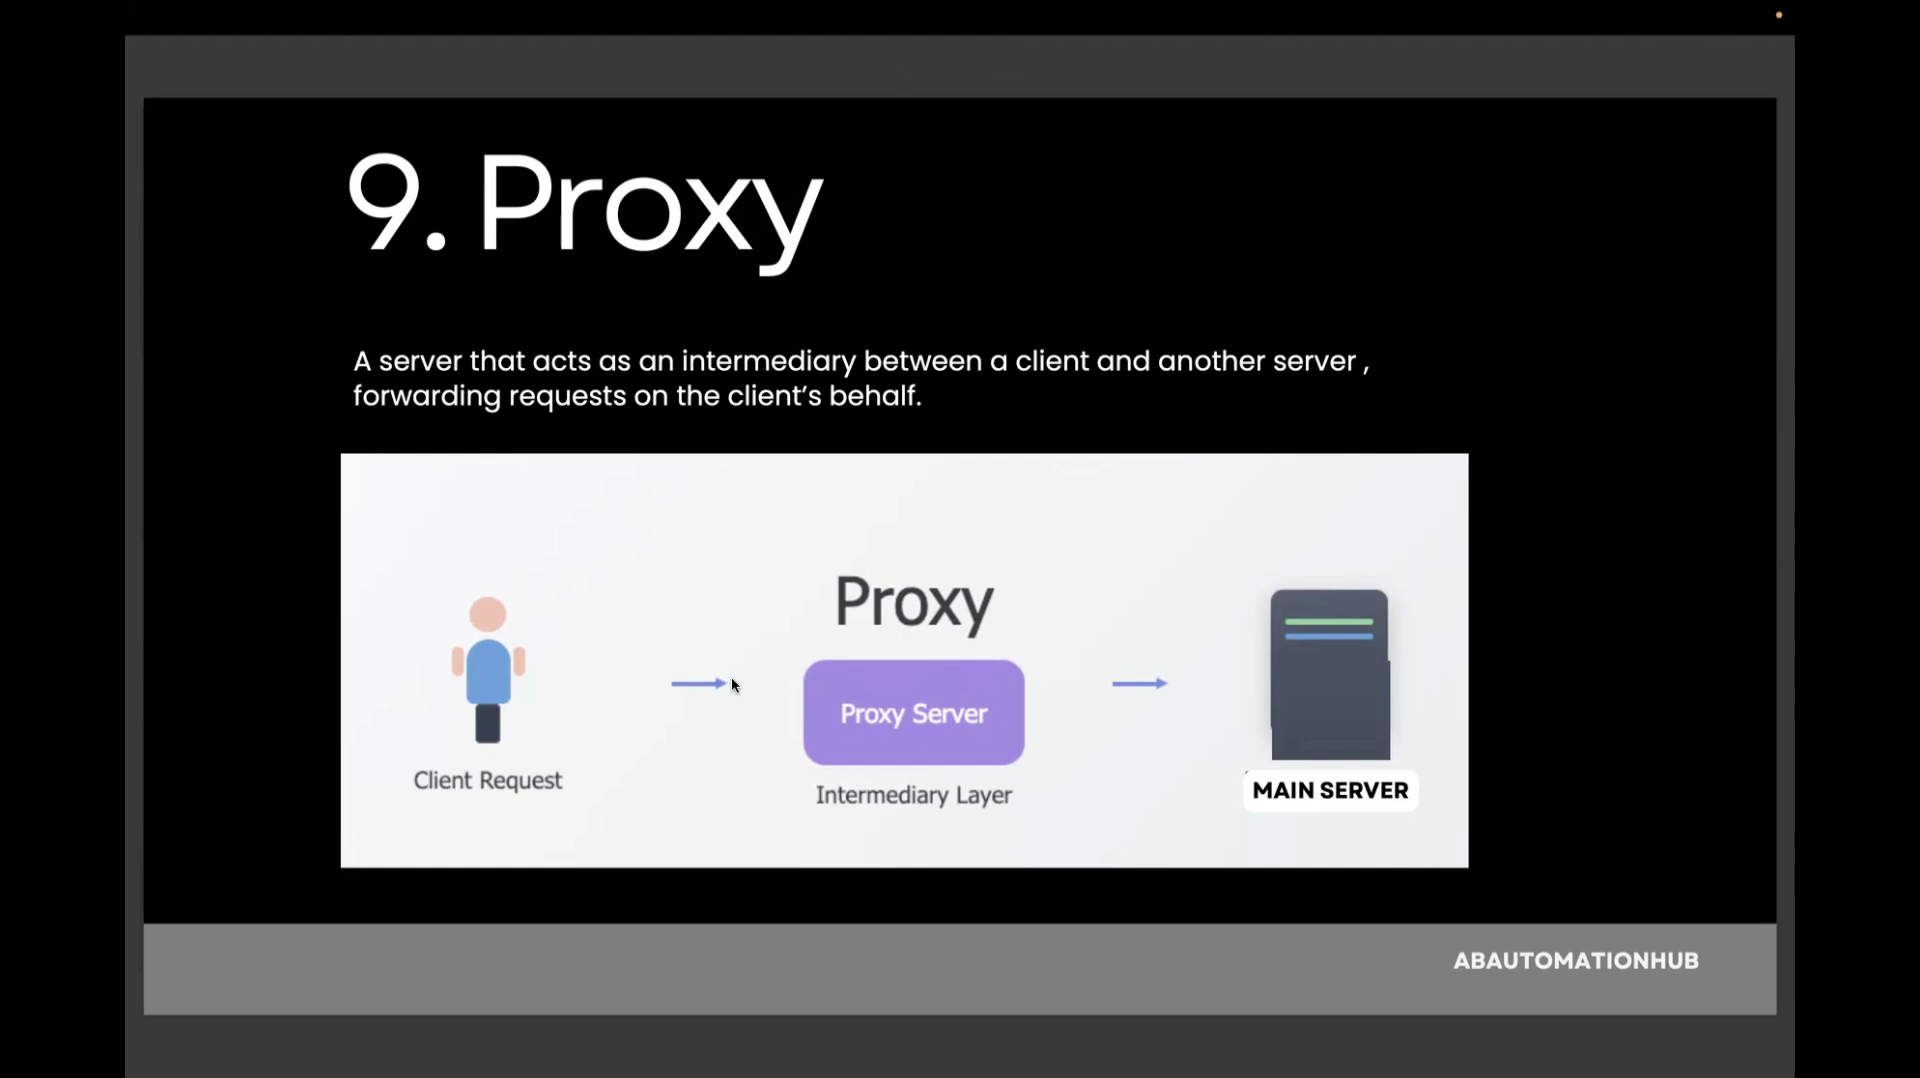 9. Proxy
A server that acts as an intermediary between a client and another server ,
forwarding requests on the client’s behalf.
Proxy
Proxy Server
Client Request
Intermediary Layer
MAIN SERVER
ABAUTOMATIONHUB